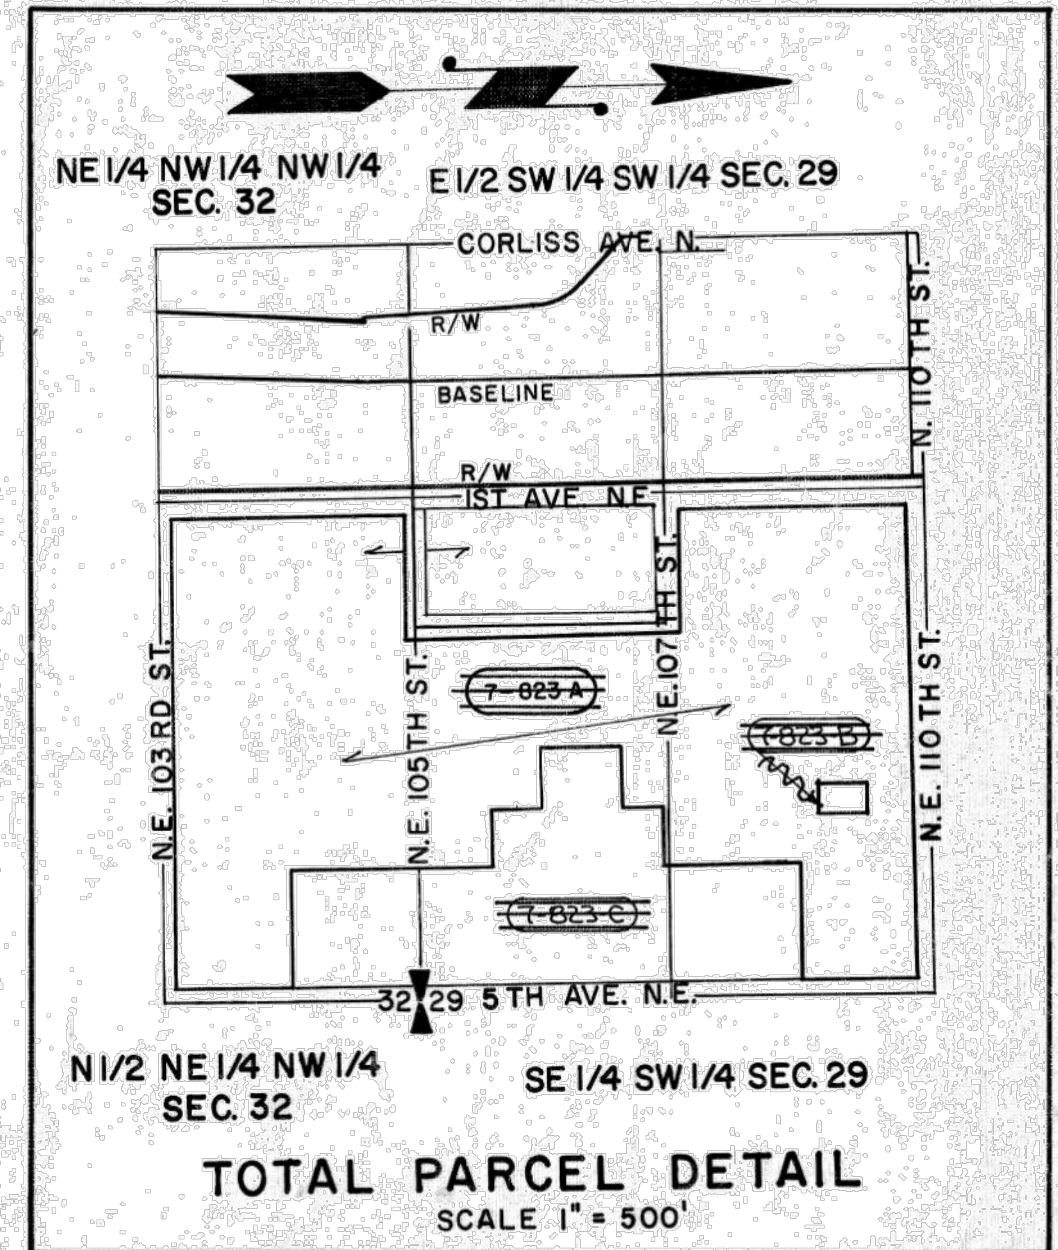 NE 1/4 NW 1/4 NW 1/4
SEC. 32
E 1/2 SW 1/4 SW 1/4 SEC. 29
CORLISS AVE. N.
N. 110TH ST.
R/W
BASELINE
R/W
1ST AVE. N.E.
N.E. 103 RD ST.
N.E. 105TH ST.
N.E. 107TH ST.
N.E. 110TH ST.
7-823 A
7-823 B
7-823-C
32 29 5TH AVE. N.E.
N 1/2 NE 1/4 NW 1/4
SEC. 32
SE 1/4 SW 1/4 SEC. 29
TOTAL PARCEL DETAIL
SCALE 1" = 500'